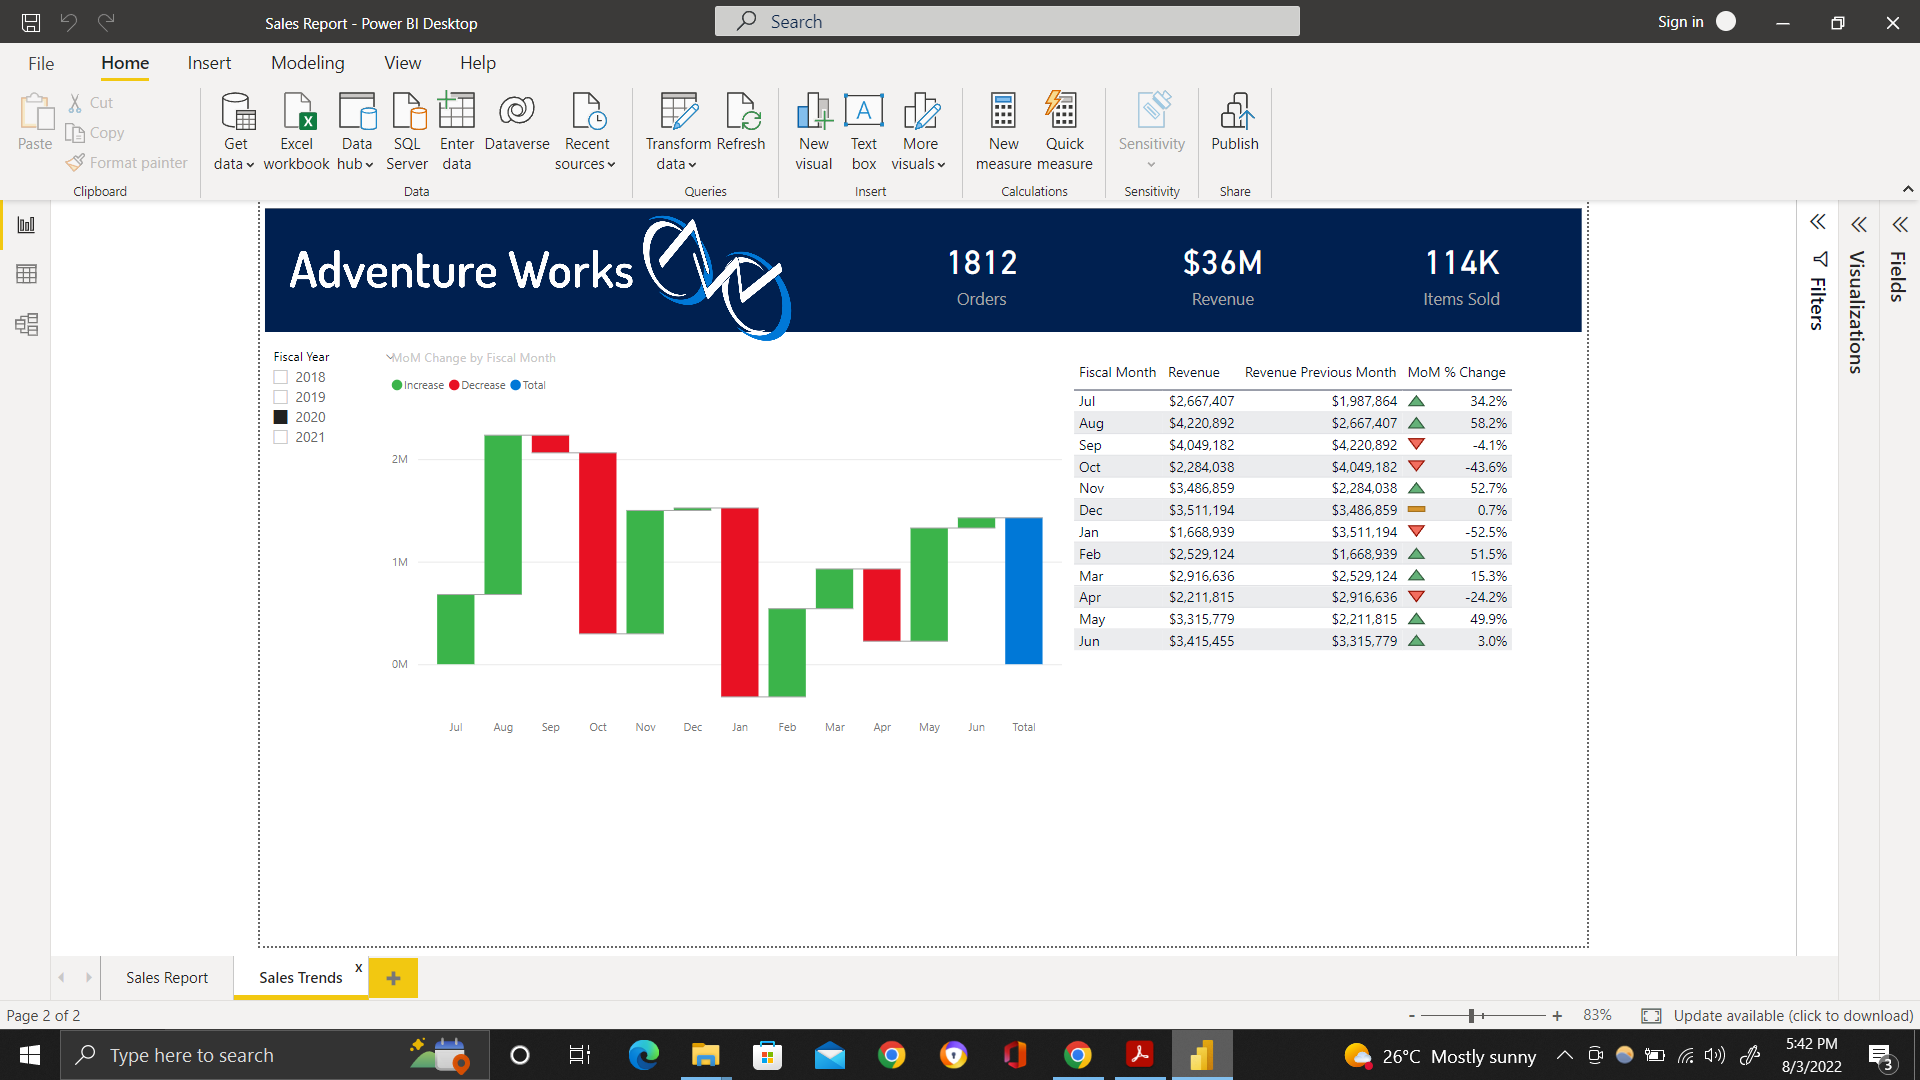 Sales Report - Power BI Desktop
Search
Sign in
File Home Insert Modeling View Help
Paste
Cut
Copy
Format painter
Clipboard
Get data
Excel workbook
Data hub
SQL Server
Enter data
Dataverse
Recent sources
Data
Transform data
Refresh
Queries
New visual
Text box
More visuals
Insert
New measure
Quick measure
Calculations
Sensitivity
Sensitivity
Publish
Share
Adventure Works
1812
Orders
$36M
Revenue
114K
Items Sold
Filters
Visualizations
Fields
Fiscal Year
2018
2019
2020
2021
MoM Change by Fiscal Month
Increase Decrease Total
2M
1M
0M
Jul Aug Sep Oct Nov Dec Jan Feb Mar Apr May Jun Total
Fiscal Month Revenue Revenue Previous Month MoM % Change
Jul $2,667,407 $1,987,864 34.2%
Aug $4,220,892 $2,667,407 58.2%
Sep $4,049,182 $4,220,892 -4.1%
Oct $2,284,038 $4,049,182 -43.6%
Nov $3,486,859 $2,284,038 52.7%
Dec $3,511,194 $3,486,859 0.7%
Jan $1,668,939 $3,511,194 -52.5%
Feb $2,529,124 $1,668,939 51.5%
Mar $2,916,636 $2,529,124 15.3%
Apr $2,211,815 $2,916,636 -24.2%
May $3,315,779 $2,211,815 49.9%
Jun $3,415,455 $3,315,779 3.0%
Sales Report
Sales Trends x
+
Page 2 of 2
- + 83%
Update available (click to download)
Type here to search
26°C Mostly sunny
5:42 PM
8/3/2022
3